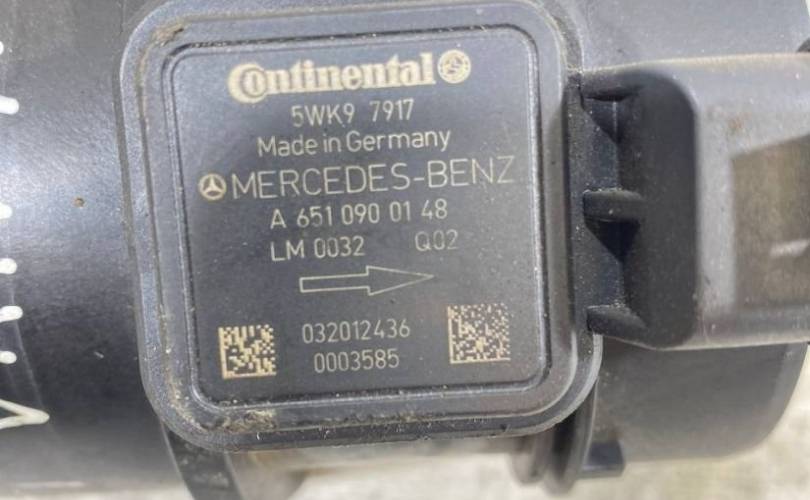 Continental
5WK9 7917
Made in Germany
MERCEDES-BENZ
A 651 090 01 48
LM 0032 Q02
032012436
0003585